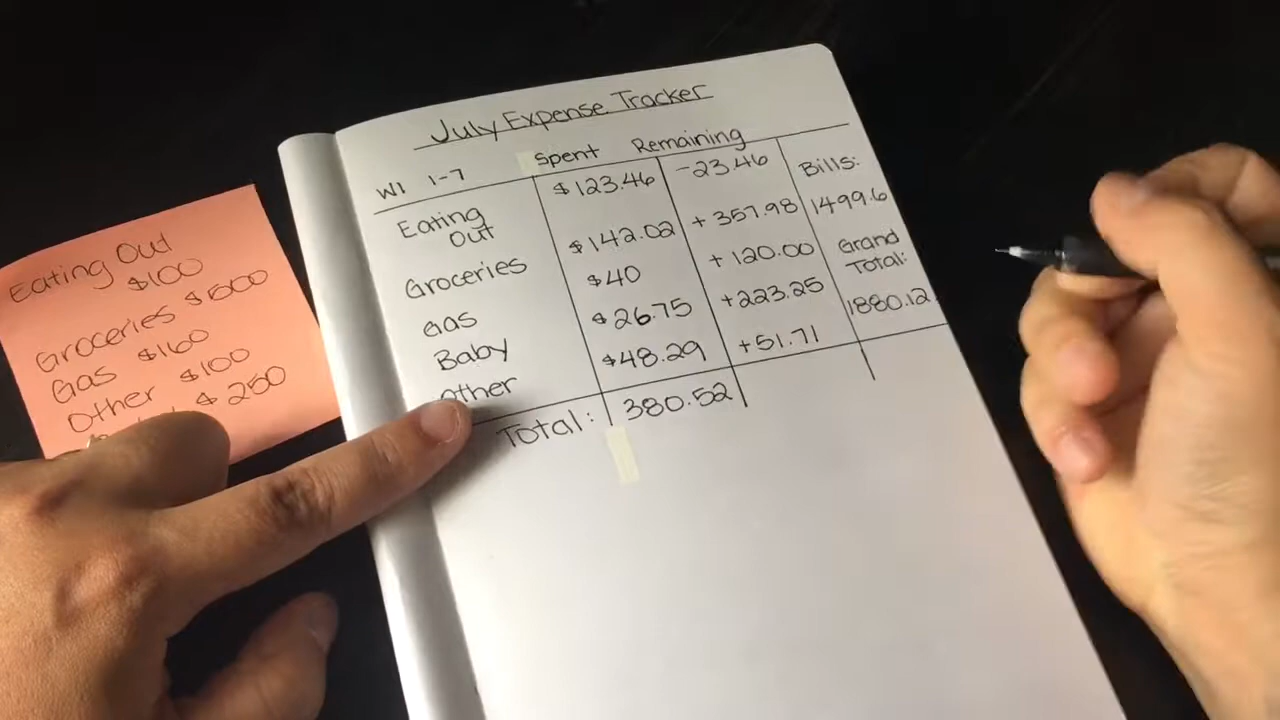 July Expense Tracker
W1 1-7 Spent Remaining
Eating Out $123.46 -23.46
Groceries $142.02 +357.98
Gas $40 +120.00
Baby $26.75 +223.25
Other $48.29 +51.71
Total: 380.52
Bills:
1499.6
Grand
Total:
1880.12
Eating Out
$100
Groceries $500
Gas $160
Other $100
$250